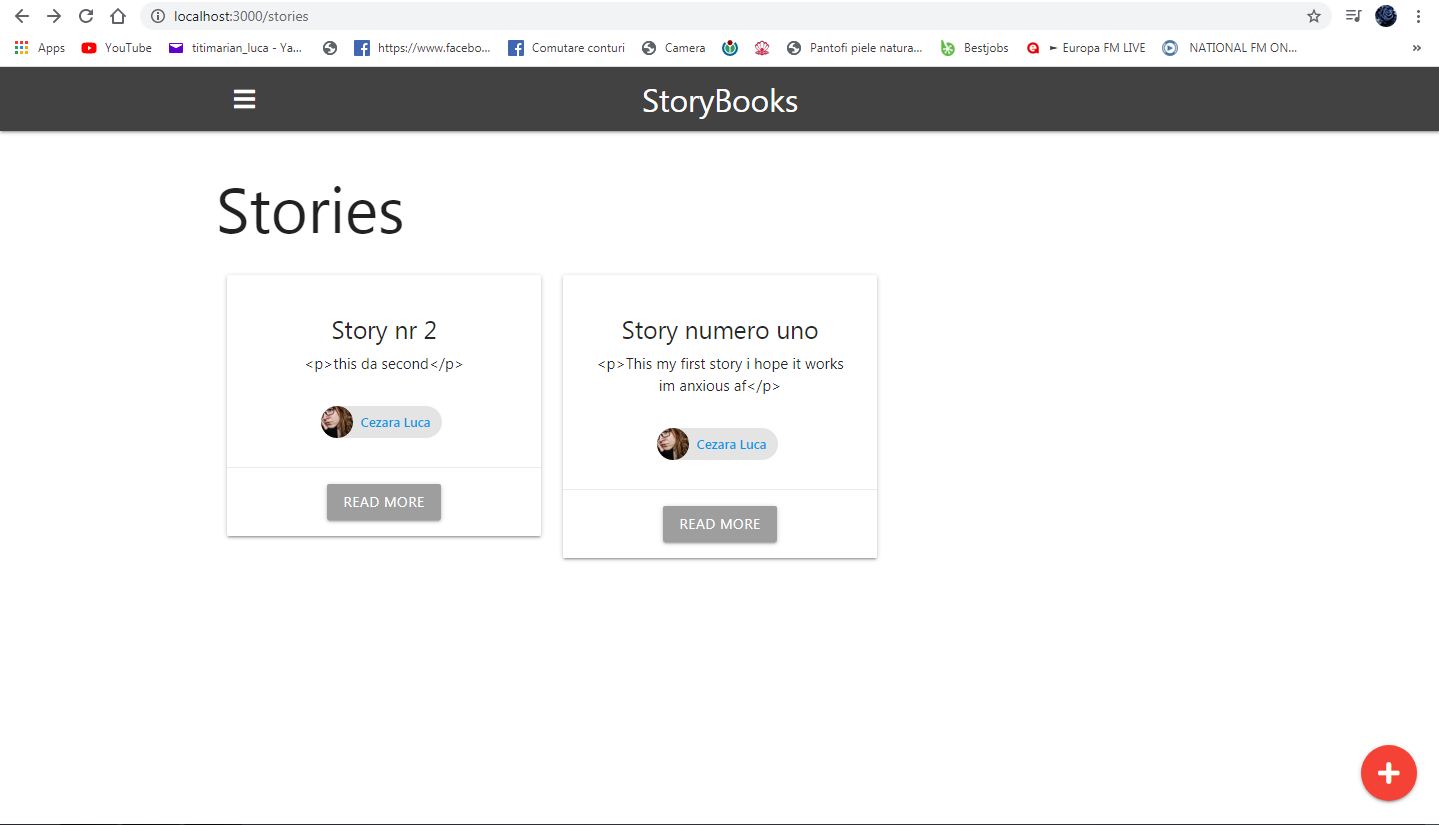 localhost:3000/stories
Apps YouTube titimarian_luca - Ya... https://www.facebo... Comutare conturi Camera Pantofi piele natura... Bestjobs ► Europa FM LIVE NATIONAL FM ON... »
StoryBooks
Stories
Story nr 2
<p>this da second</p>
Cezara Luca
READ MORE
Story numero uno
<p>This my first story i hope it works
im anxious af</p>
Cezara Luca
READ MORE